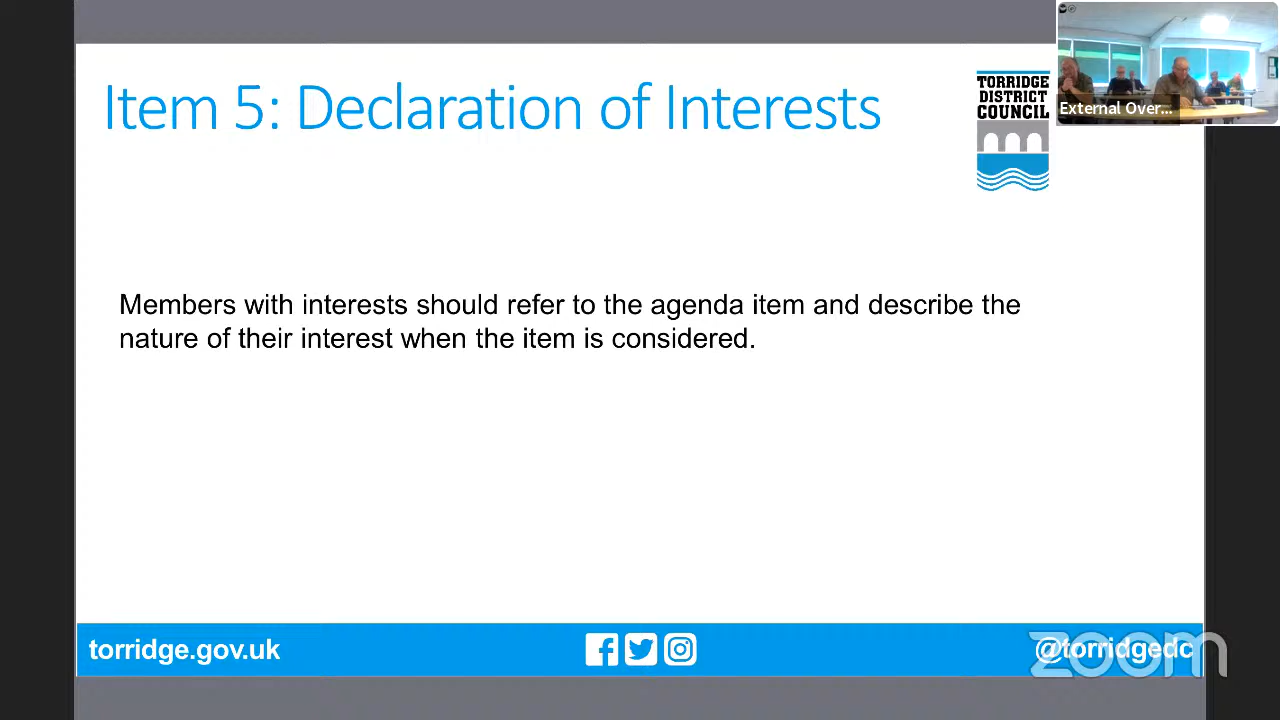 Item 5: Declaration of Interests
TORRIDGE
DISTRICT
COUNCIL
External Over...
Members with interests should refer to the agenda item and describe the
nature of their interest when the item is considered.
torridge.gov.uk
@torridgedc
zoom